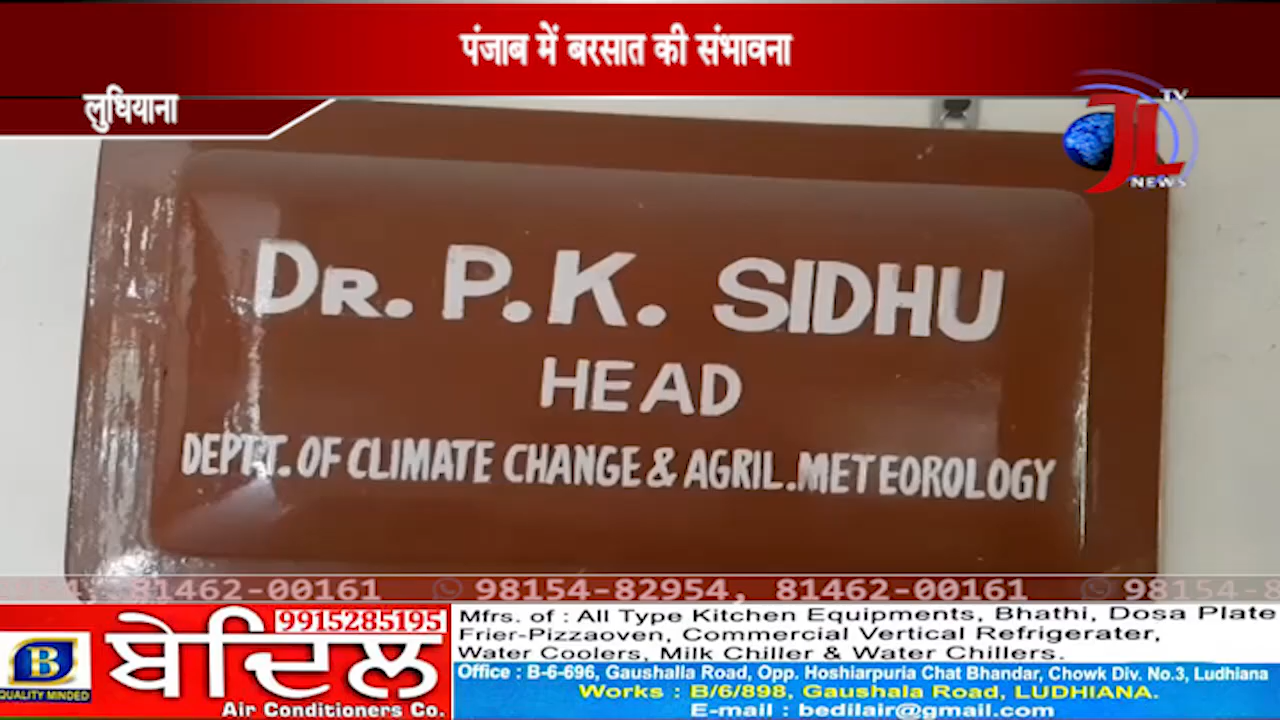 पंजाब में बरसात की संभावना
लुधियाना
JL TV
NEWS
DR. P.K. SIDHU
HEAD
DEPTT. OF CLIMATE CHANGE & AGRIL. METEOROLOGY
81462-00161 98154-82954, 81462-00161
9915285195
B
QUALITY MINDED
ਬੇਦਿਲ
Air Conditioners Co.
Mfrs. of : All Type Kitchen Equipments, Bhathi, Dosa Plate
Frier-Pizzaoven, Commercial Vertical Refrigerater,
Water Coolers, Milk Chiller & Water Chillers.
Office : B-6-696, Gaushalla Road, Opp. Hoshiarpuria Chat Bhandar, Chowk Div. No.3, Ludhiana
Works : B/6/898, Gaushala Road, LUDHIANA.
E-mail : bedilair@gmail.com